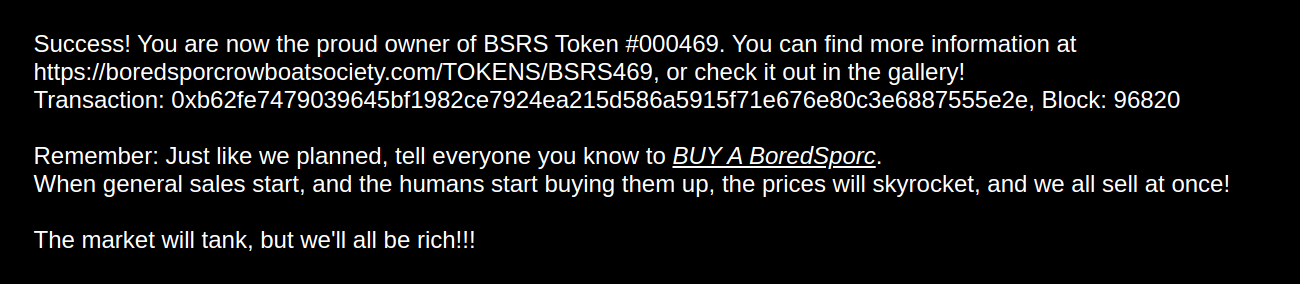 Success! You are now the proud owner of BSRS Token #000469. You can find more information at
https://boredsporcrowboatsociety.com/TOKENS/BSRS469, or check it out in the gallery!
Transaction: 0xb62fe7479039645bf1982ce7924ea215d586a5915f71e676e80c3e6887555e2e, Block: 96820
Remember: Just like we planned, tell everyone you know to BUY A BoredSporc.
When general sales start, and the humans start buying them up, the prices will skyrocket, and we all sell at once!
The market will tank, but we'll all be rich!!!